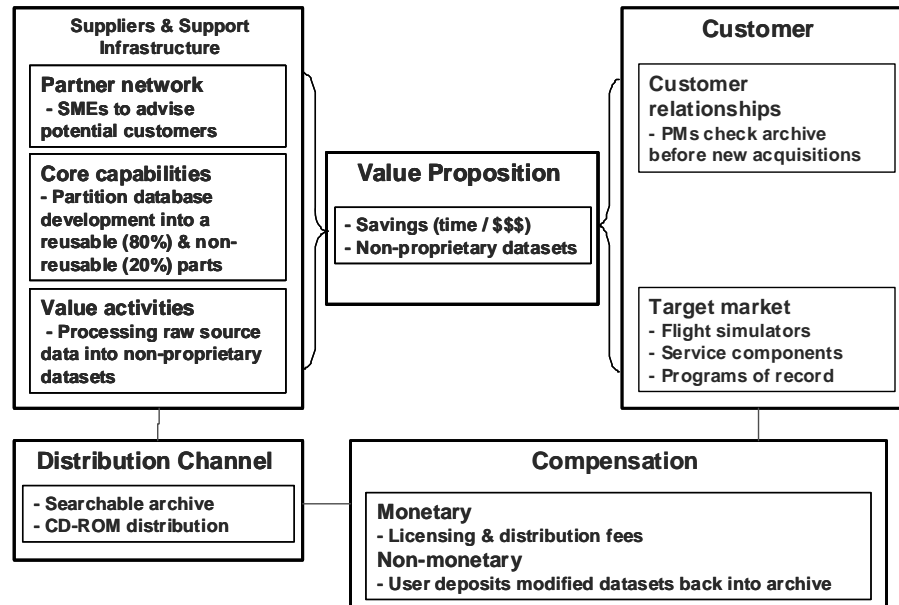 Suppliers & Support
Infrastructure
Partner network
- SMEs to advise
potential customers
Core capabilities
- Partition database
development into a
reusable (80%) & non-
reusable (20%) parts
Value activities
- Processing raw source
data into non-proprietary
datasets
Value Proposition
- Savings (time / $$$)
- Non-proprietary datasets
Customer
Customer
relationships
- PMs check archive
before new acquisitions
Target market
- Flight simulators
- Service components
- Programs of record
Distribution Channel
- Searchable archive
- CD-ROM distribution
Compensation
Monetary
- Licensing & distribution fees
Non-monetary
- User deposits modified datasets back into archive